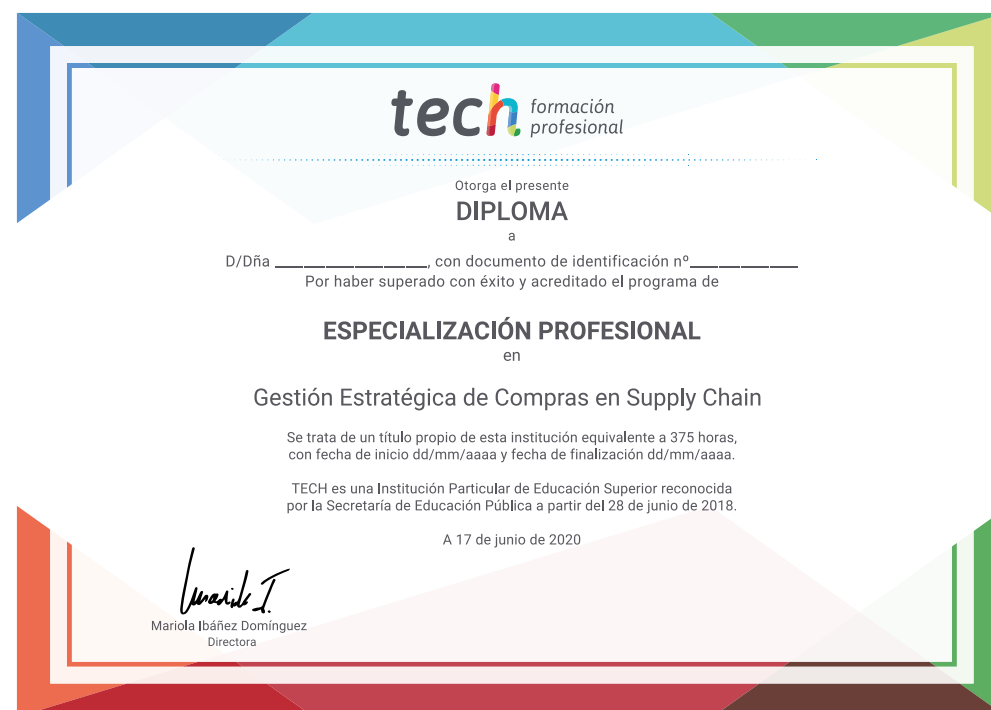 tech formación
profesional
Otorga el presente
DIPLOMA
a
D/Dña ______________, con documento de identificación nº__________
Por haber superado con éxito y acreditado el programa de
ESPECIALIZACIÓN PROFESIONAL
en
Gestión Estratégica de Compras en Supply Chain
Se trata de un título propio de esta institución equivalente a 375 horas,
con fecha de inicio dd/mm/aaaa y fecha de finalización dd/mm/aaaa.
TECH es una Institución Particular de Educación Superior reconocida
por la Secretaría de Educación Pública a partir del 28 de junio de 2018.
A 17 de junio de 2020
Mariola Ibáñez Domínguez
Directora